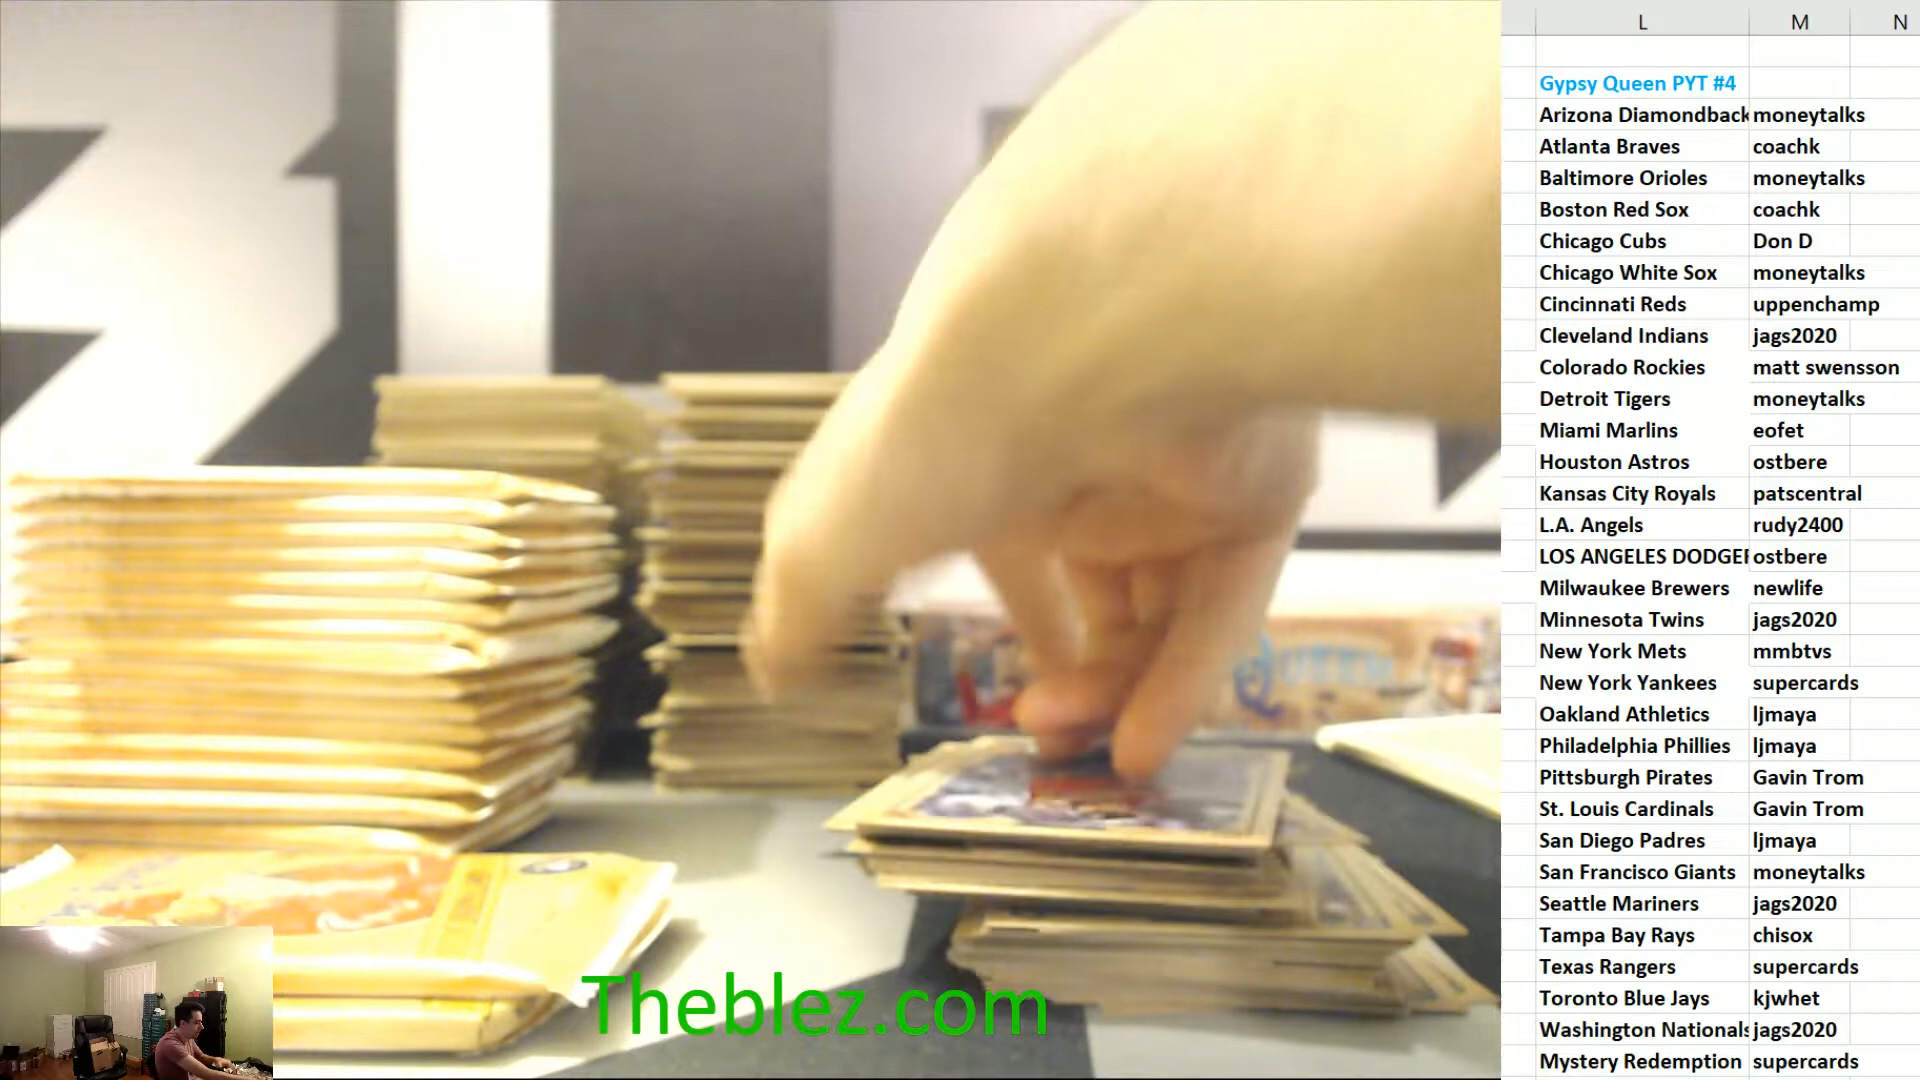 L M N
Gypsy Queen PYT #4
Arizona Diamondback moneytalks
Atlanta Braves coachk
Baltimore Orioles moneytalks
Boston Red Sox coachk
Chicago Cubs Don D
Chicago White Sox moneytalks
Cincinnati Reds uppenchamp
Cleveland Indians jags2020
Colorado Rockies matt swensson
Detroit Tigers moneytalks
Miami Marlins eofet
Houston Astros ostbere
Kansas City Royals patscentral
L.A. Angels rudy2400
LOS ANGELES DODGER ostbere
Milwaukee Brewers newlife
Minnesota Twins jags2020
New York Mets mmbtvs
New York Yankees supercards
Oakland Athletics ljmaya
Philadelphia Phillies ljmaya
Pittsburgh Pirates Gavin Trom
St. Louis Cardinals Gavin Trom
San Diego Padres ljmaya
San Francisco Giants moneytalks
Seattle Mariners jags2020
Tampa Bay Rays chisox
Texas Rangers supercards
Toronto Blue Jays kjwhet
Washington Nationals jags2020
Mystery Redemption supercards
Queen
Theblez.com